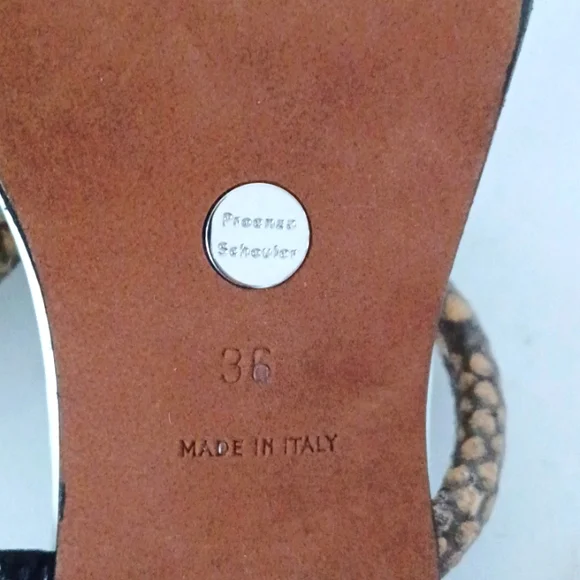 Proenza
Schouler
36
MADE IN ITALY